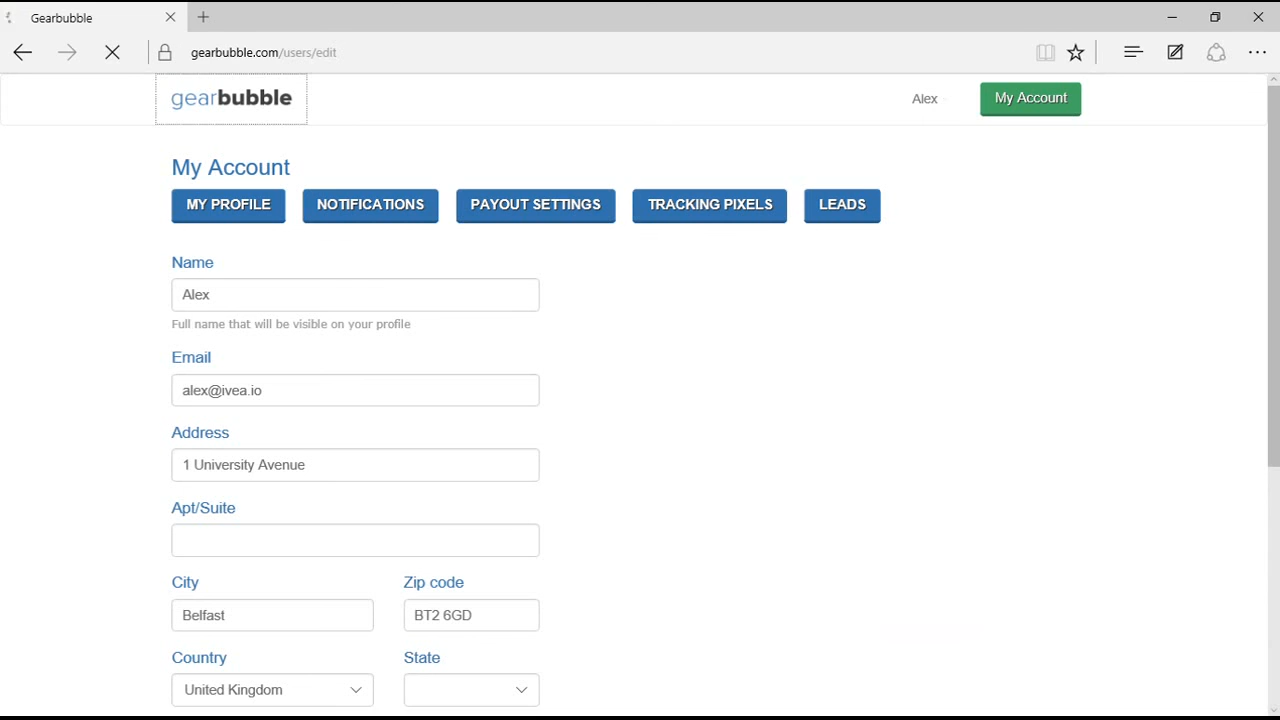 Gearbubble
gearbubble.com/users/edit
gearbubble
Alex
My Account
My Account
MY PROFILE
NOTIFICATIONS
PAYOUT SETTINGS
TRACKING PIXELS
LEADS
Name
Alex
Full name that will be visible on your profile
Email
alex@ivea.io
Address
1 University Avenue
Apt/Suite
City
Zip code
Belfast
BT2 6GD
Country
State
United Kingdom